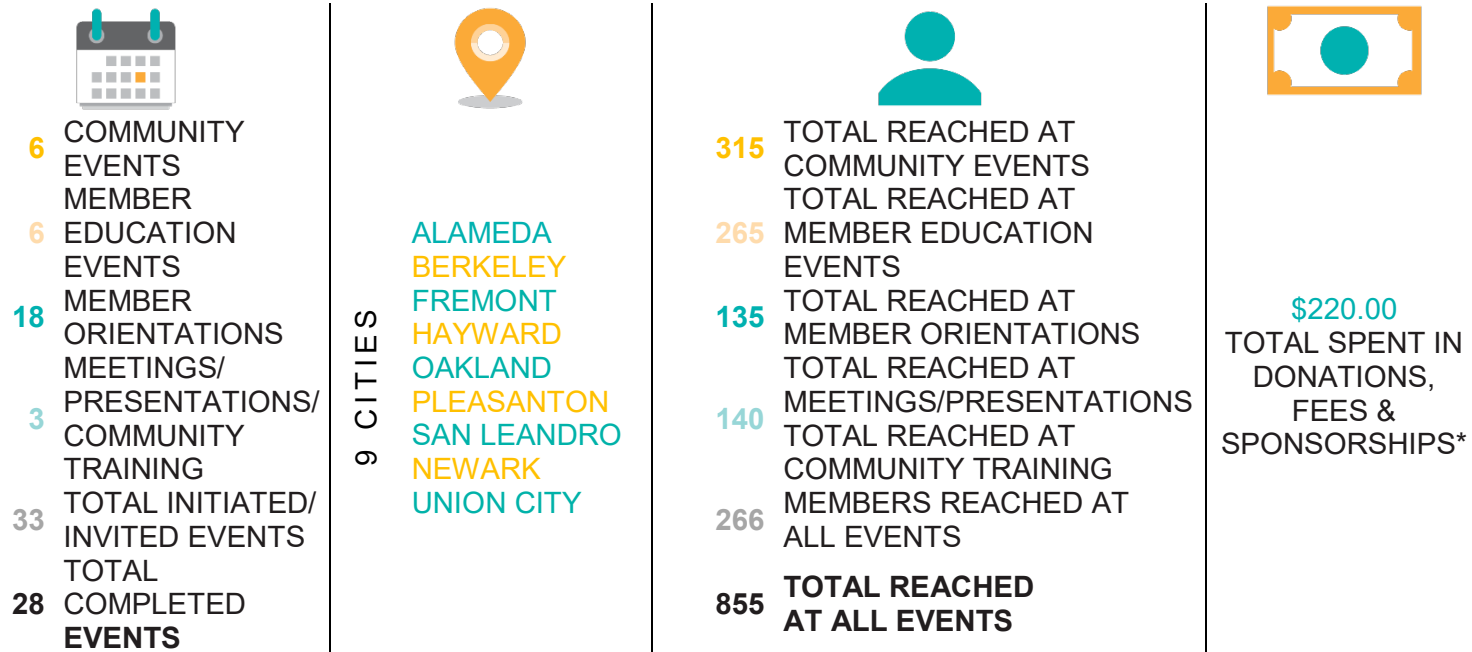 6 COMMUNITY
EVENTS
MEMBER
6 EDUCATION
EVENTS
18 MEMBER
ORIENTATIONS
MEETINGS/
PRESENTATIONS/
3 COMMUNITY
TRAINING
33 TOTAL INITIATED/
INVITED EVENTS
TOTAL
28 COMPLETED
EVENTS
9 CITIES
ALAMEDA
BERKELEY
FREMONT
HAYWARD
OAKLAND
PLEASANTON
SAN LEANDRO
NEWARK
UNION CITY
315 TOTAL REACHED AT
COMMUNITY EVENTS
TOTAL REACHED AT
265 MEMBER EDUCATION
EVENTS
135 TOTAL REACHED AT
MEMBER ORIENTATIONS
TOTAL REACHED AT
140 MEETINGS/PRESENTATIONS
TOTAL REACHED AT
COMMUNITY TRAINING
266 MEMBERS REACHED AT
ALL EVENTS
855 TOTAL REACHED
AT ALL EVENTS
$220.00
TOTAL SPENT IN
DONATIONS,
FEES &
SPONSORSHIPS*